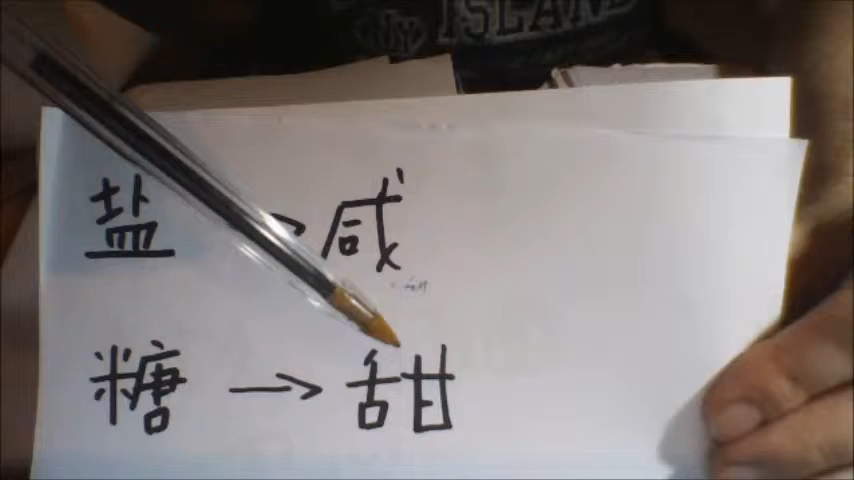 ISLAND
盐 → 咸
糖 → 甜